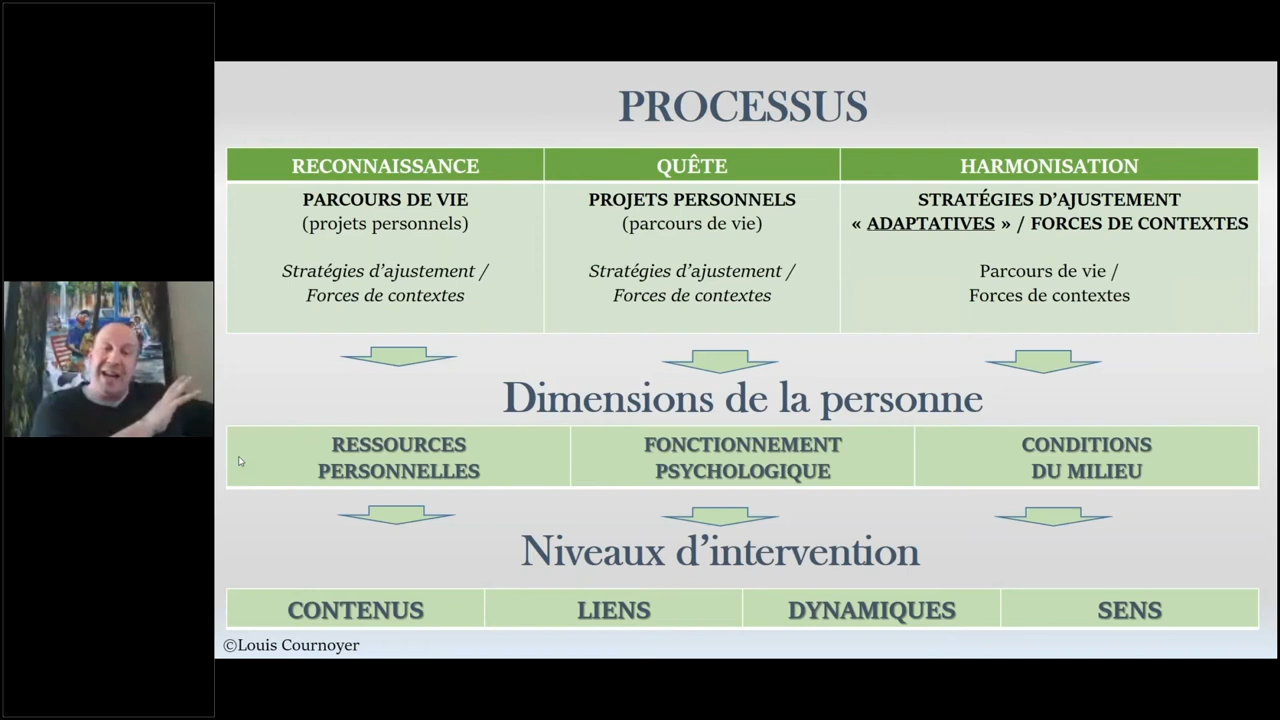 PROCESSUS
RECONNAISSANCE
QUÊTE
HARMONISATION
PARCOURS DE VIE
(projets personnels)
Stratégies d'ajustement /
Forces de contextes
PROJETS PERSONNELS
(parcours de vie)
Stratégies d'ajustement /
Forces de contextes
STRATÉGIES D'AJUSTEMENT
« ADAPTATIVES » / FORCES DE CONTEXTES
Parcours de vie /
Forces de contextes
Dimensions de la personne
RESSOURCES
PERSONNELLES
FONCTIONNEMENT
PSYCHOLOGIQUE
CONDITIONS
DU MILIEU
Niveaux d'intervention
CONTENUS
LIENS
DYNAMIQUES
SENS
©Louis Cournoyer